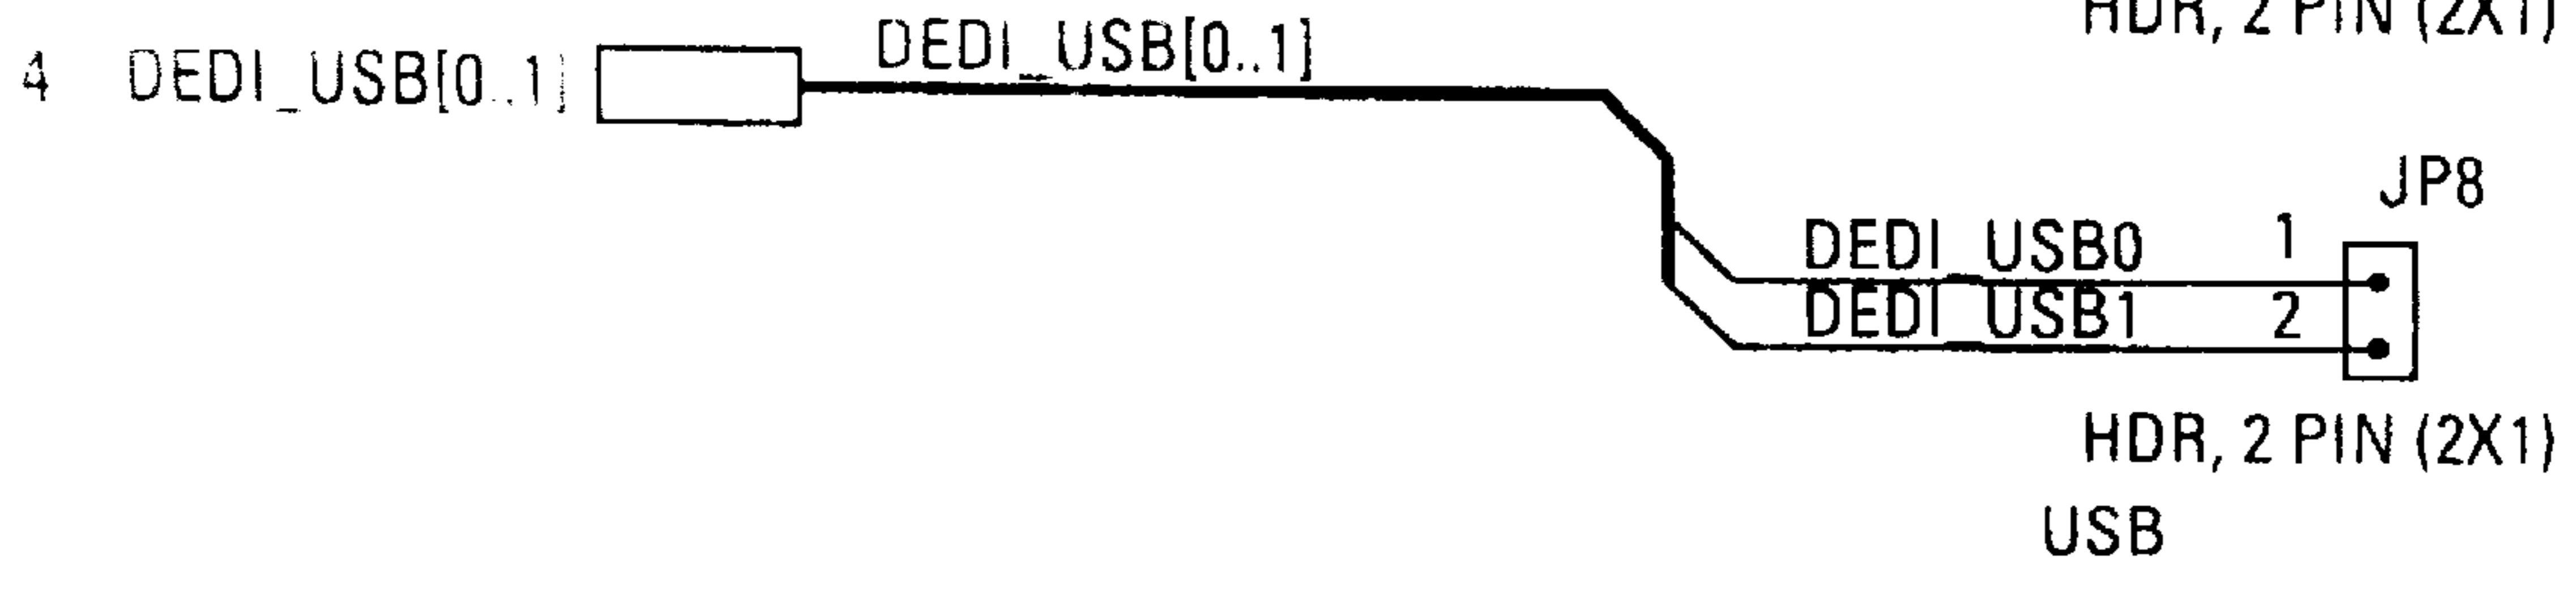 HDR, 2 PIN (2X1)
4 DEDI_USB[0..1] DEDI_USB[0..1]
JP8
DEDI_USB0 1
DEDI_USB1 2
HDR, 2 PIN (2X1)
USB